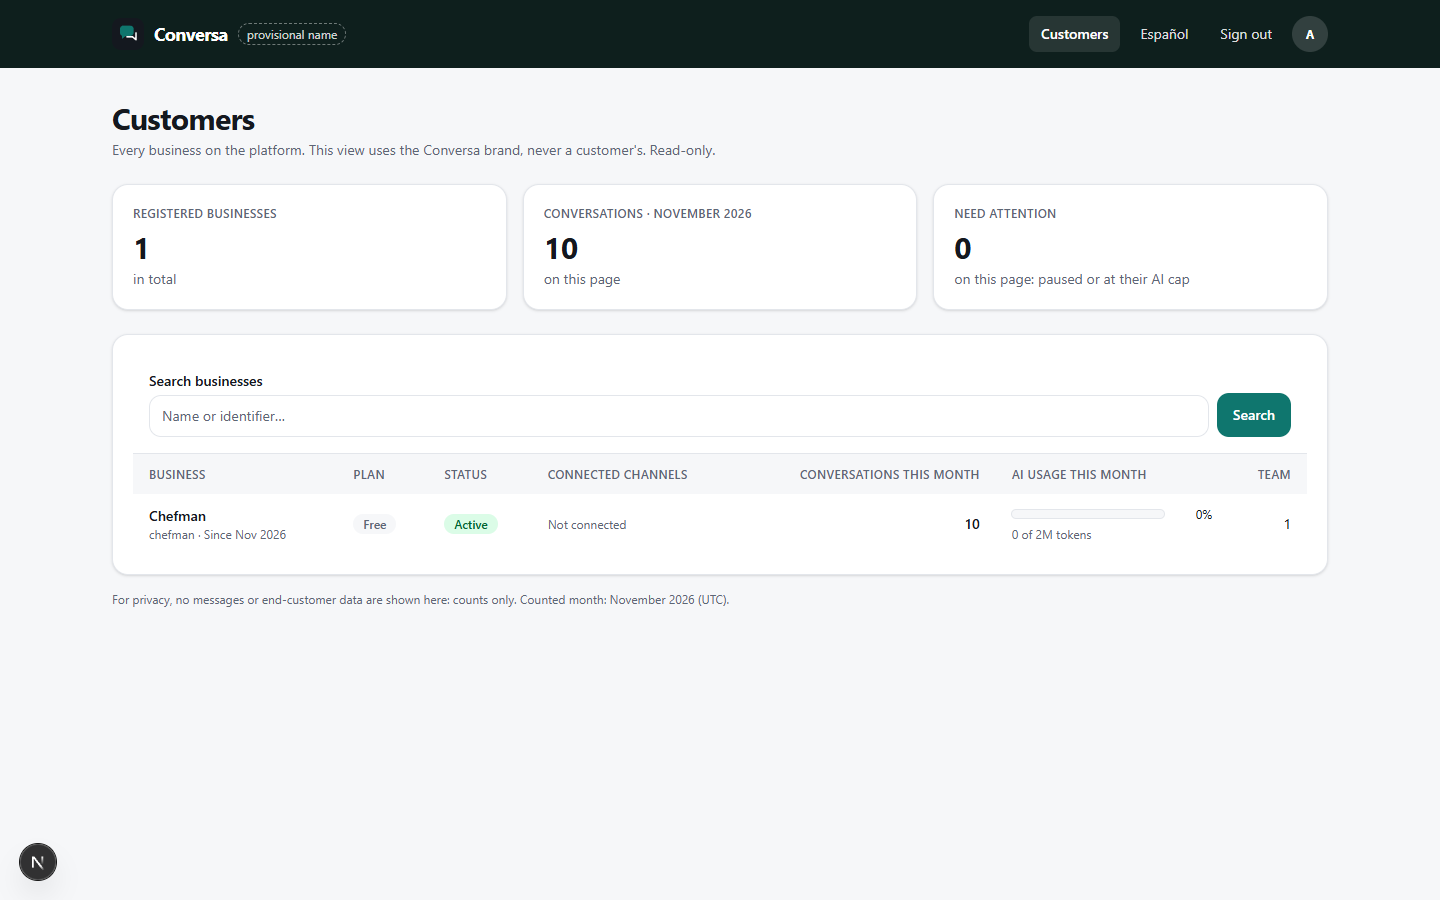 Conversa provisional name Customers Español Sign out A
Customers
Every business on the platform. This view uses the Conversa brand, never a customer's. Read-only.
REGISTERED BUSINESSES
1
in total
CONVERSATIONS · NOVEMBER 2026
10
on this page
NEED ATTENTION
0
on this page: paused or at their AI cap
Search businesses
Name or identifier...
Search
BUSINESS PLAN STATUS CONNECTED CHANNELS CONVERSATIONS THIS MONTH AI USAGE THIS MONTH TEAM
Chefman Free Active Not connected 10 0% 1
chefman · Since Nov 2026 0 of 2M tokens
For privacy, no messages or end-customer data are shown here: counts only. Counted month: November 2026 (UTC).
N